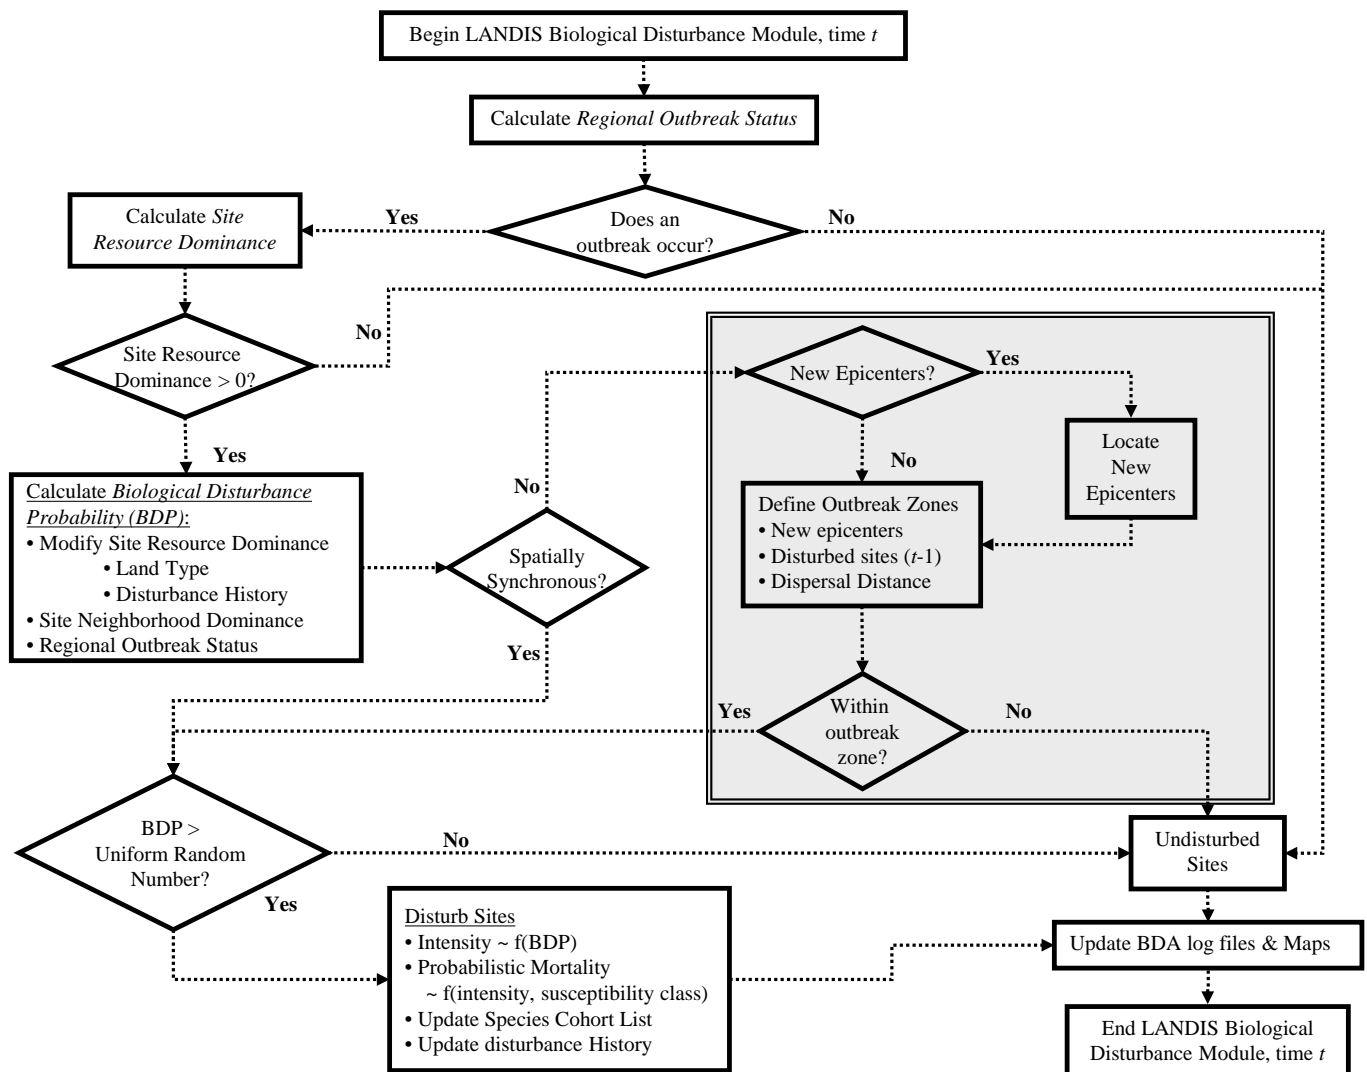 Begin LANDIS Biological Disturbance Module, time t
Calculate Regional Outbreak Status
Does an
outbreak occur?
Yes
No
Calculate Site
Resource Dominance
Site Resource
Dominance > 0?
No
Yes
Calculate Biological Disturbance
Probability (BDP):
• Modify Site Resource Dominance
• Land Type
• Disturbance History
• Site Neighborhood Dominance
• Regional Outbreak Status
Spatially
Synchronous?
No
Yes
New Epicenters?
Yes
No
Locate
New
Epicenters
Define Outbreak Zones
• New epicenters
• Disturbed sites (t-1)
• Dispersal Distance
Within
outbreak
zone?
Yes
No
BDP >
Uniform Random
Number?
No
Yes
Undisturbed
Sites
Disturb Sites
• Intensity ~ f(BDP)
• Probabilistic Mortality
~ f(intensity, susceptibility class)
• Update Species Cohort List
• Update disturbance History
Update BDA log files & Maps
End LANDIS Biological
Disturbance Module, time t